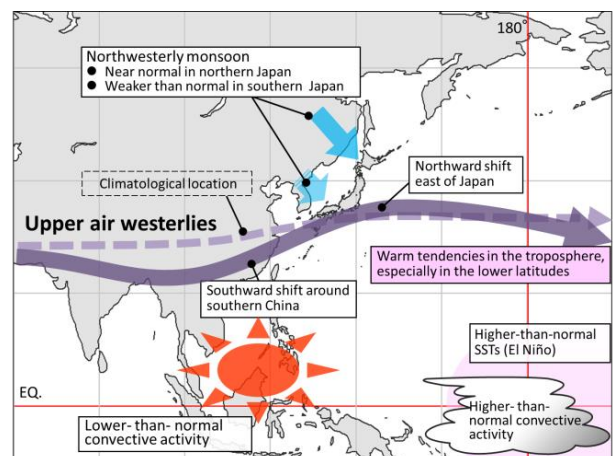 180°
Northwesterly monsoon
● Near normal in northern Japan
● Weaker than normal in southern Japan
Climatological location
Northward shift
east of Japan
Upper air westerlies
Warm tendencies in the troposphere,
especially in the lower latitudes
Southward shift around
southern China
Higher-than-normal
SSTs (El Niño)
EQ.
Higher- than-
normal convective
activity
Lower- than- normal
convective activity